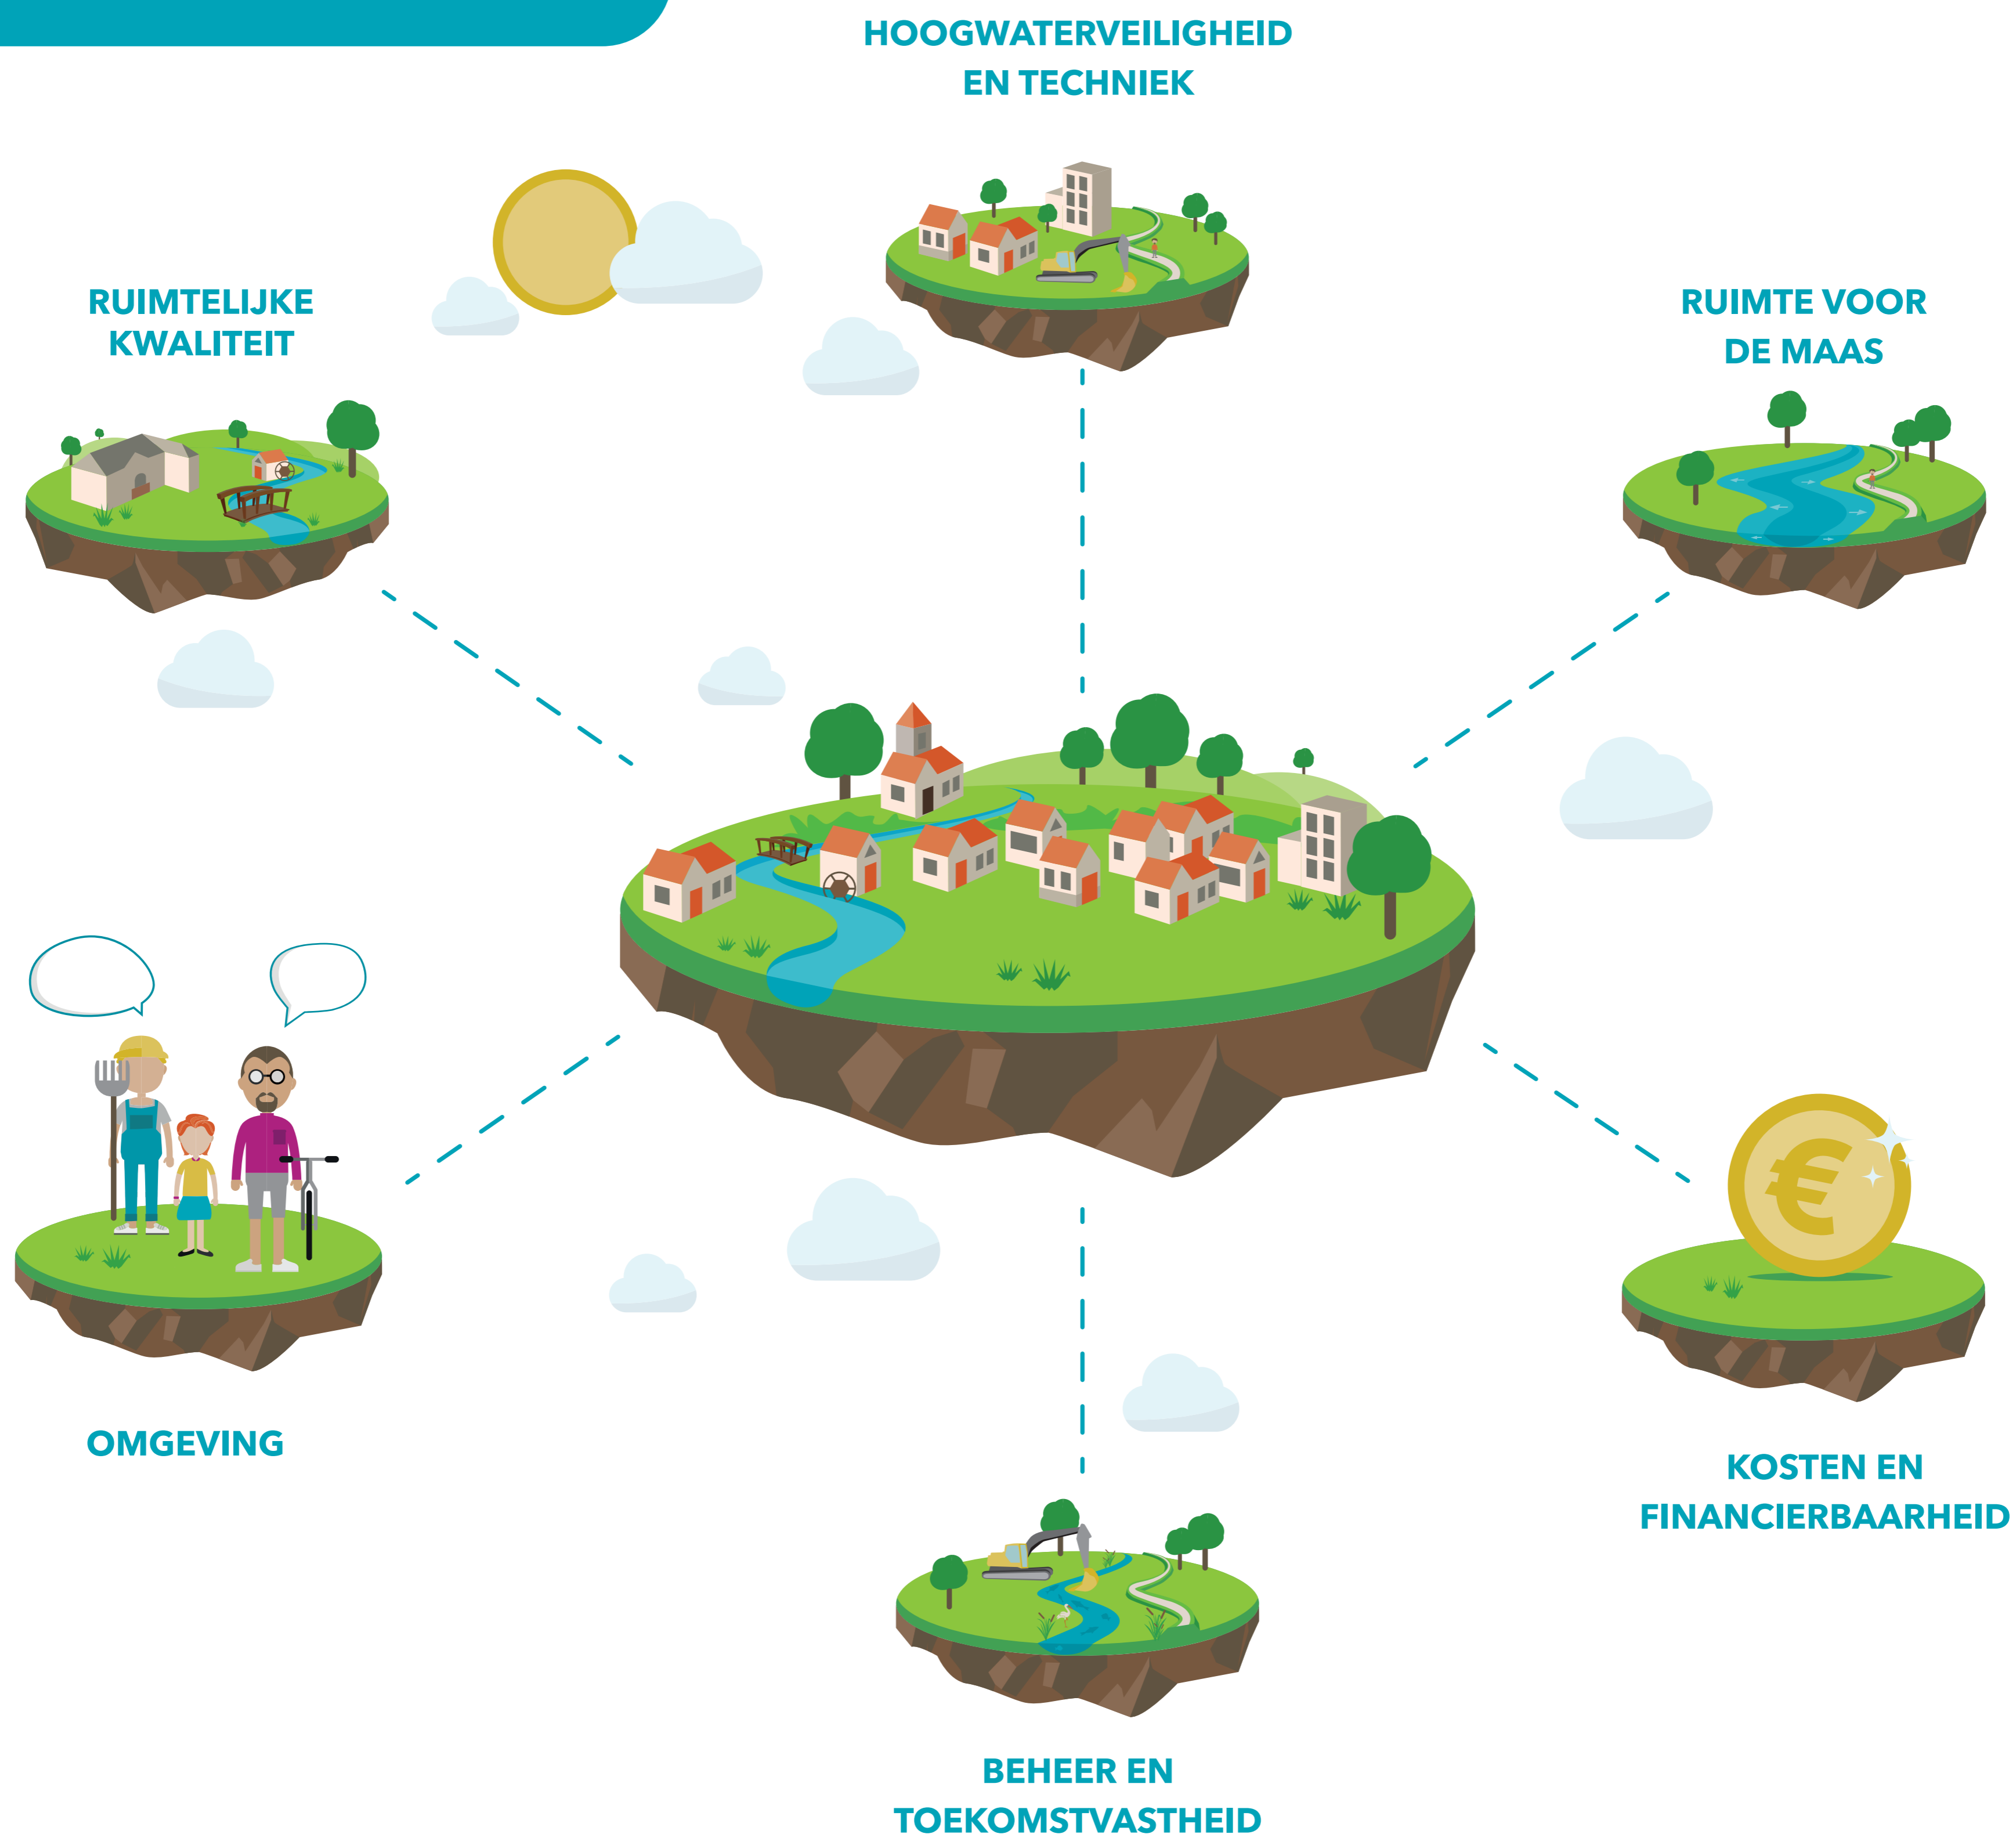 HOOGWATERVEILIGHEID
EN TECHNIEK
RUIMTELIJKE
KWALITEIT
RUIMTE VOOR
DE MAAS
OMGEVING
KOSTEN EN
FINANCIERBAARHEID
BEHEER EN
TOEKOMSTVASTHEID